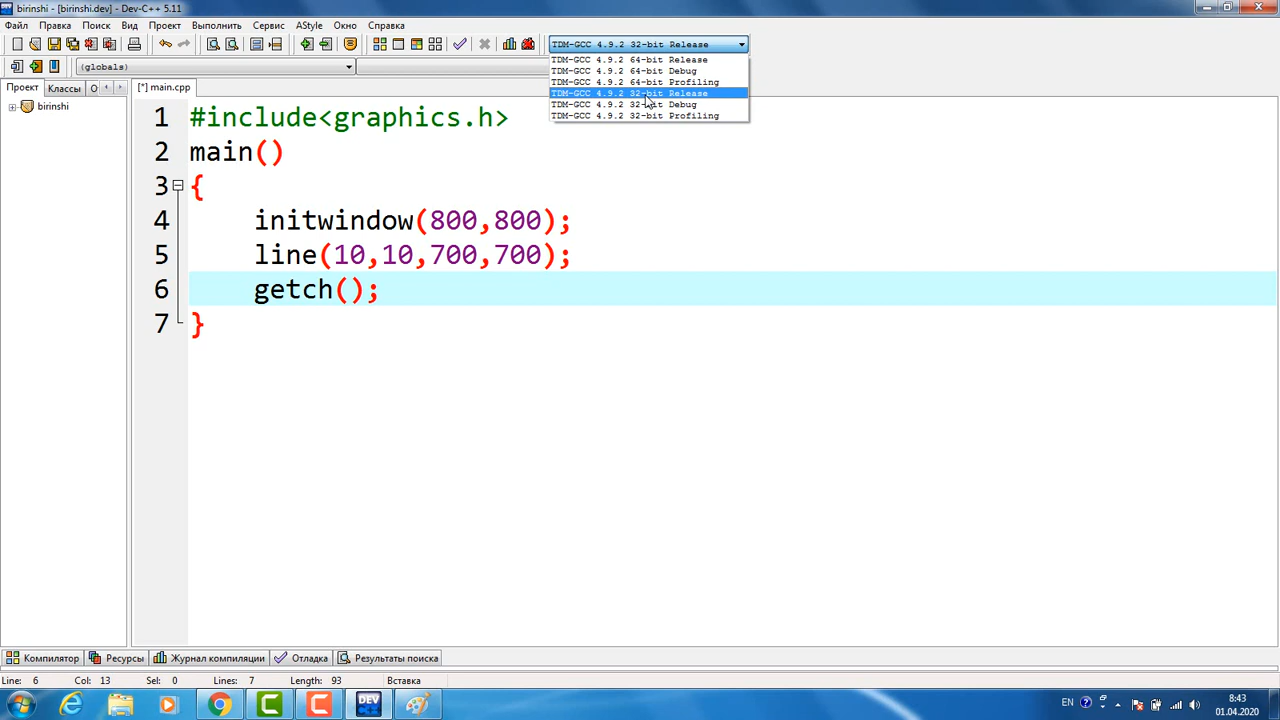 birinshi - [birinshi.dev] - Dev-C++ 5.11
Файл Правка Поиск Вид Проект Выполнить Сервис AStyle Окно Справка
TDM-GCC 4.9.2 32-bit Release
TDM-GCC 4.9.2 64-bit Release
TDM-GCC 4.9.2 64-bit Debug
TDM-GCC 4.9.2 64-bit Profiling
TDM-GCC 4.9.2 32-bit Release
TDM-GCC 4.9.2 32-bit Debug
TDM-GCC 4.9.2 32-bit Profiling
(globals)
Проект Классы О
[*] main.cpp
birinshi
1 #include<graphics.h>
2 main()
3 {
4 initwindow(800,800);
5 line(10,10,700,700);
6 getch();
7 }
Компилятор Ресурсы Журнал компиляции Отладка Результаты поиска
Line: 6 Col: 13 Sel: 0 Lines: 7 Length: 93 Вставка
DEV EN 8:43
01.04.2020